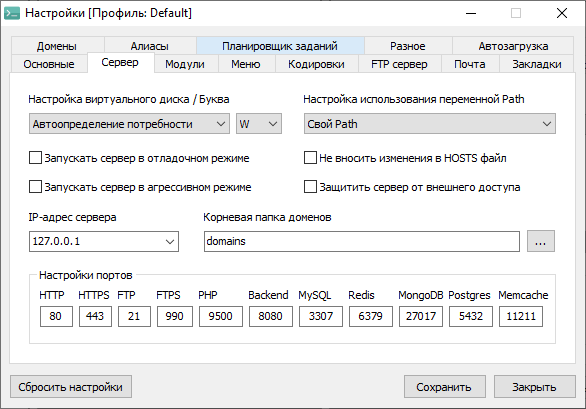 Настройки [Профиль: Default]
Домены Алиасы Планировщик заданий Разное Автозагрузка
Основные Сервер Модули Меню Кодировки FTP сервер Почта Закладки
Настройка виртуального диска / Буква Настройка использования переменной Path
Автоопределение потребности W Свой Path
Запускать сервер в отладочном режиме Не вносить изменения в HOSTS файл
Запускать сервер в агрессивном режиме Защитить сервер от внешнего доступа
IP-адрес сервера Корневая папка доменов
127.0.0.1 domains ...
Настройки портов
HTTP HTTPS FTP FTPS PHP Backend MySQL Redis MongoDB Postgres Memcache
80 443 21 990 9500 8080 3307 6379 27017 5432 11211
Сбросить настройки Сохранить Закрыть